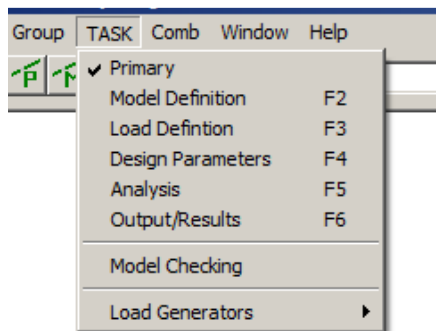 Group TASK Comb Window Help
Primary
Model Definition F2
Load Defintion F3
Design Parameters F4
Analysis F5
Output/Results F6
Model Checking
Load Generators